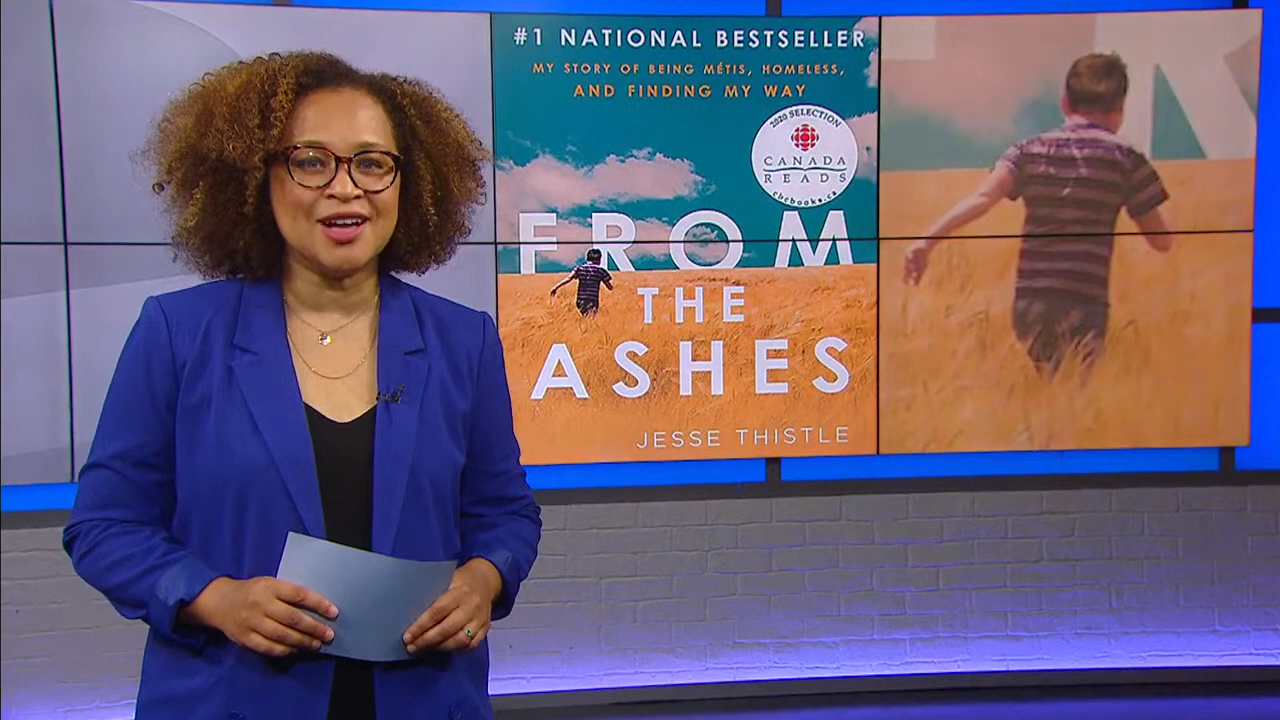 #1 NATIONAL BESTSELLER
MY STORY OF BEING MÉTIS, HOMELESS,
AND FINDING MY WAY
2020 SELECTION
CANADA
READS
cbcbooks.ca
FROM
THE
ASHES
JESSE THISTLE